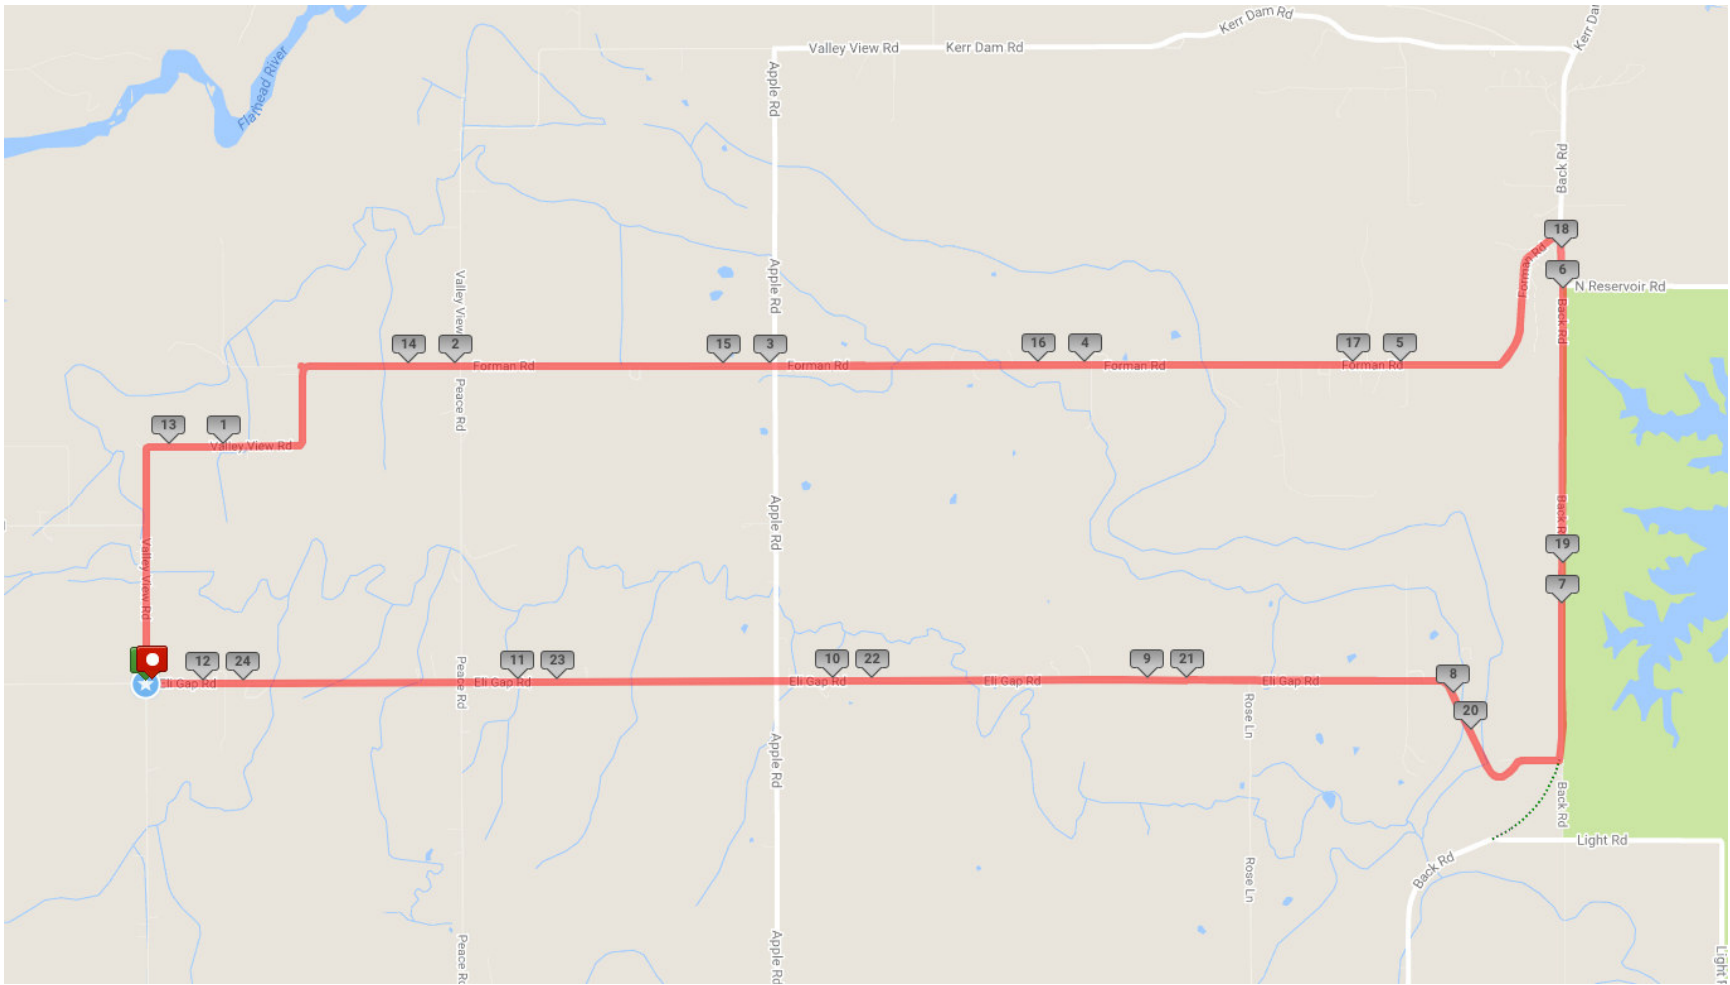 Kerr Dam Rd
Kerr Da
Valley View Rd
Kerr Dam Rd
Flathead River
Apple Rd
Back Rd
18
Forman Rd
6
N Reservoir Rd
Valley View
Apple Rd
Back Rd
14
2
15
3
16
4
17
5
Forman Rd
Forman Rd
Forman Rd
Forman Rd
Peace Rd
13
1
Valley View Rd
Apple Rd
Back R
19
Valley View Rd
7
12
24
11
23
10
22
9
21
8
Eli Gap Rd
Eli Gap Rd
Eli Gap Rd
Eli Gap Rd
Eli Gap Rd
Peace Rd
20
Rose Ln
Apple Rd
Back Rd
Light Rd
Back Rd
Rose Ln
Peace Rd
Apple Rd
Light